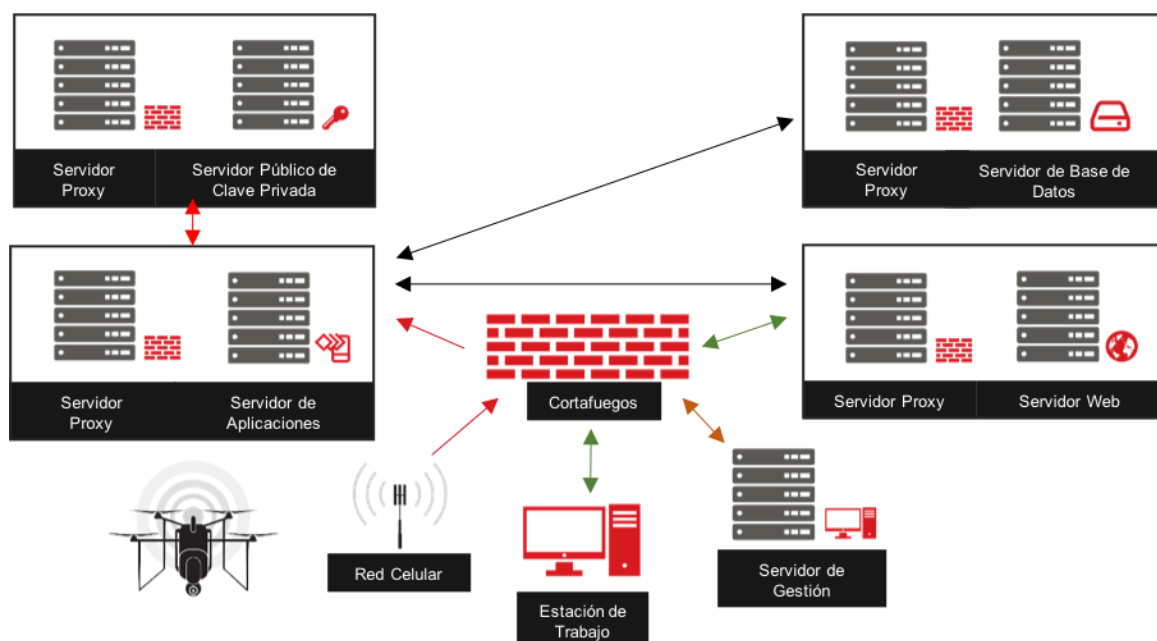 Servidor
Proxy
Servidor Público de
Clave Privada
Servidor
Proxy
Servidor de Base de
Datos
Servidor
Proxy
Servidor de
Aplicaciones
Cortafuegos
Servidor Proxy
Servidor Web
Red Celular
Estación de
Trabajo
Servidor de
Gestión